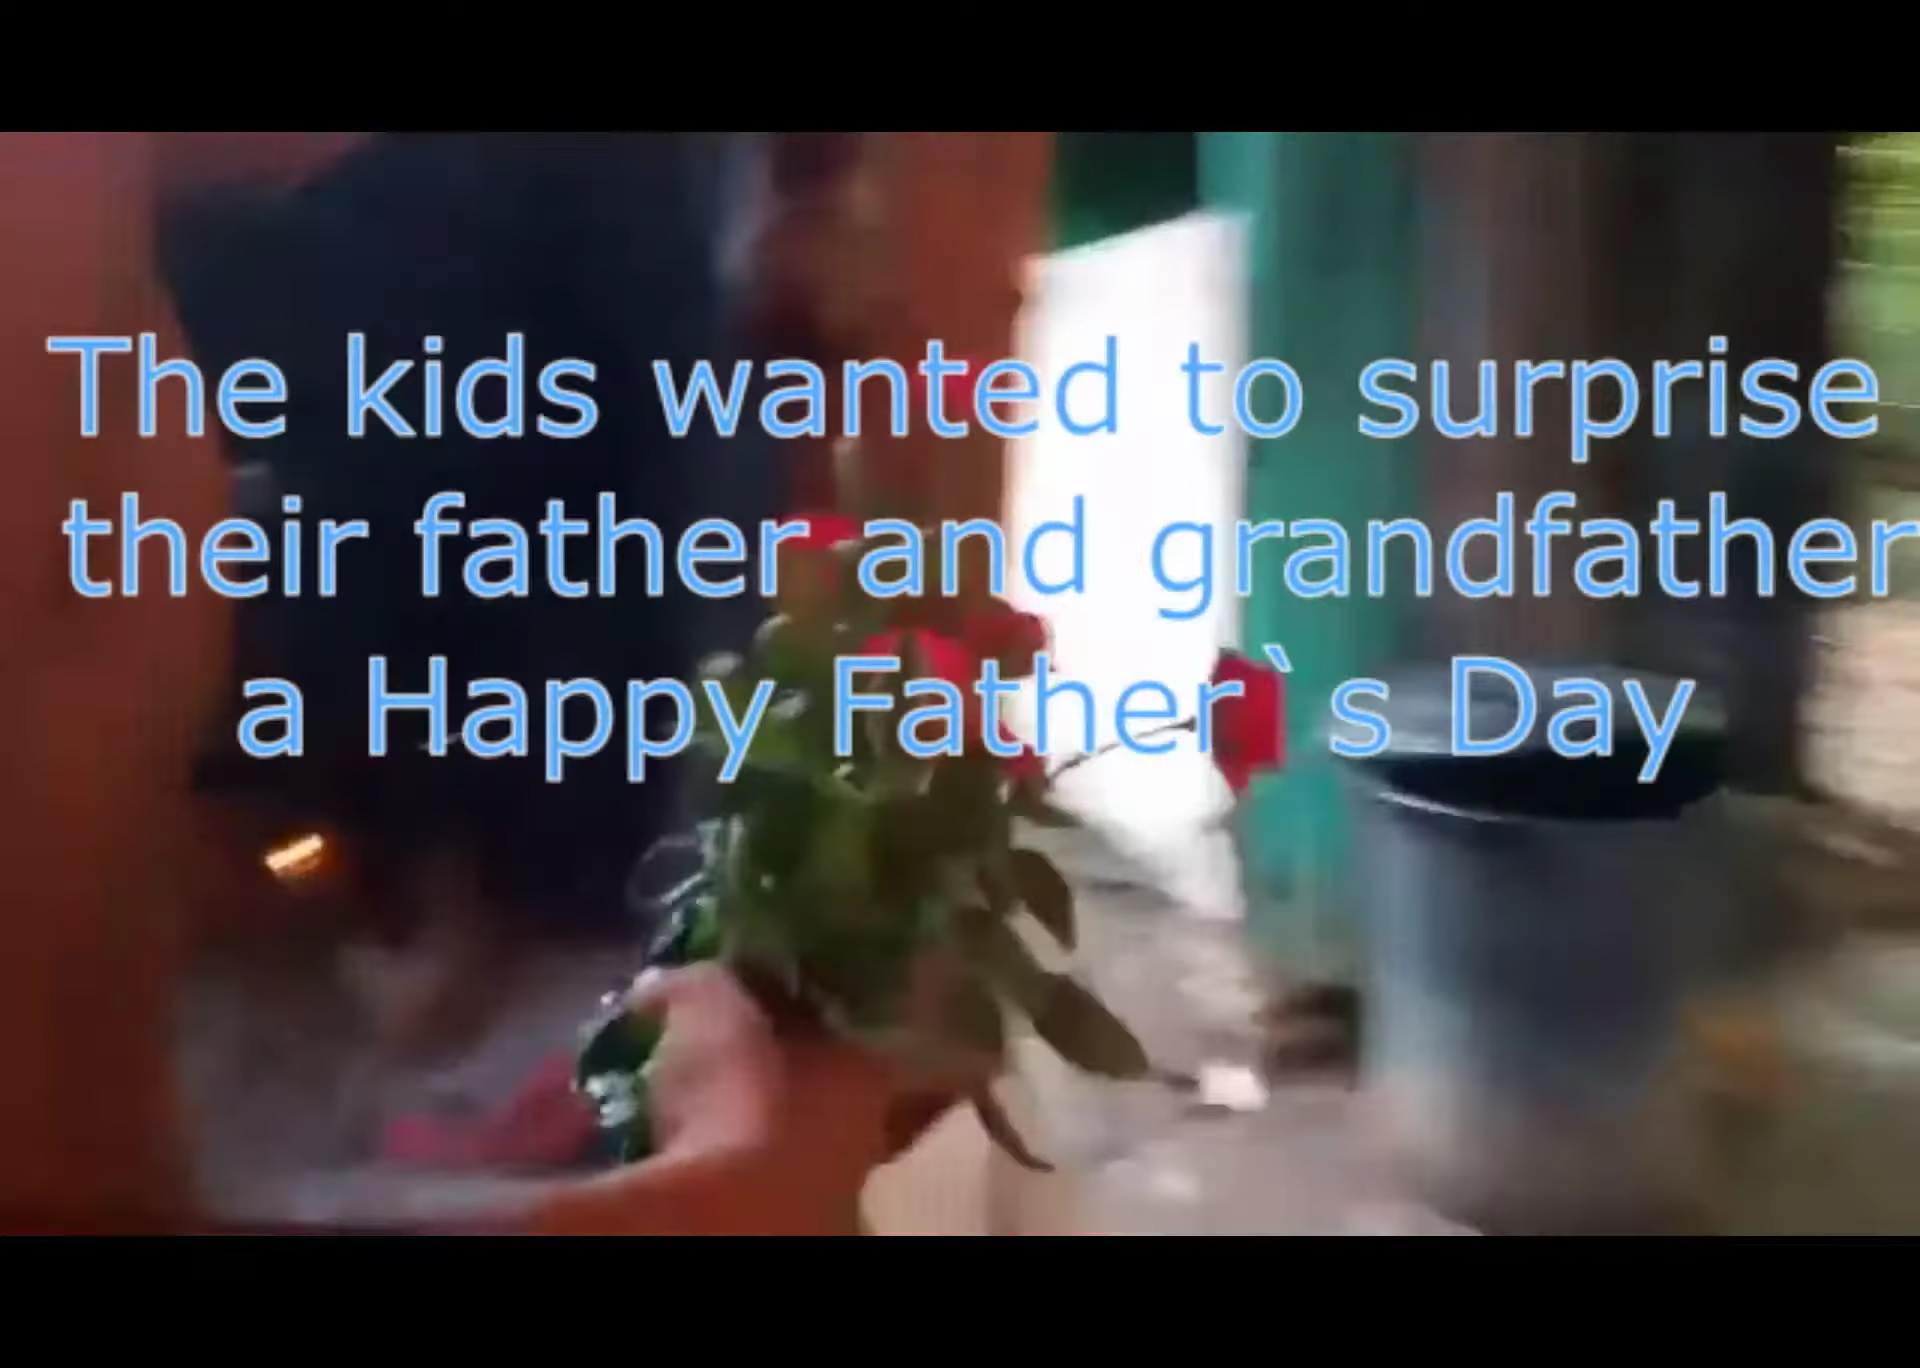 The kids wanted to surprise
their father and grandfather
a Happy Father`s Day